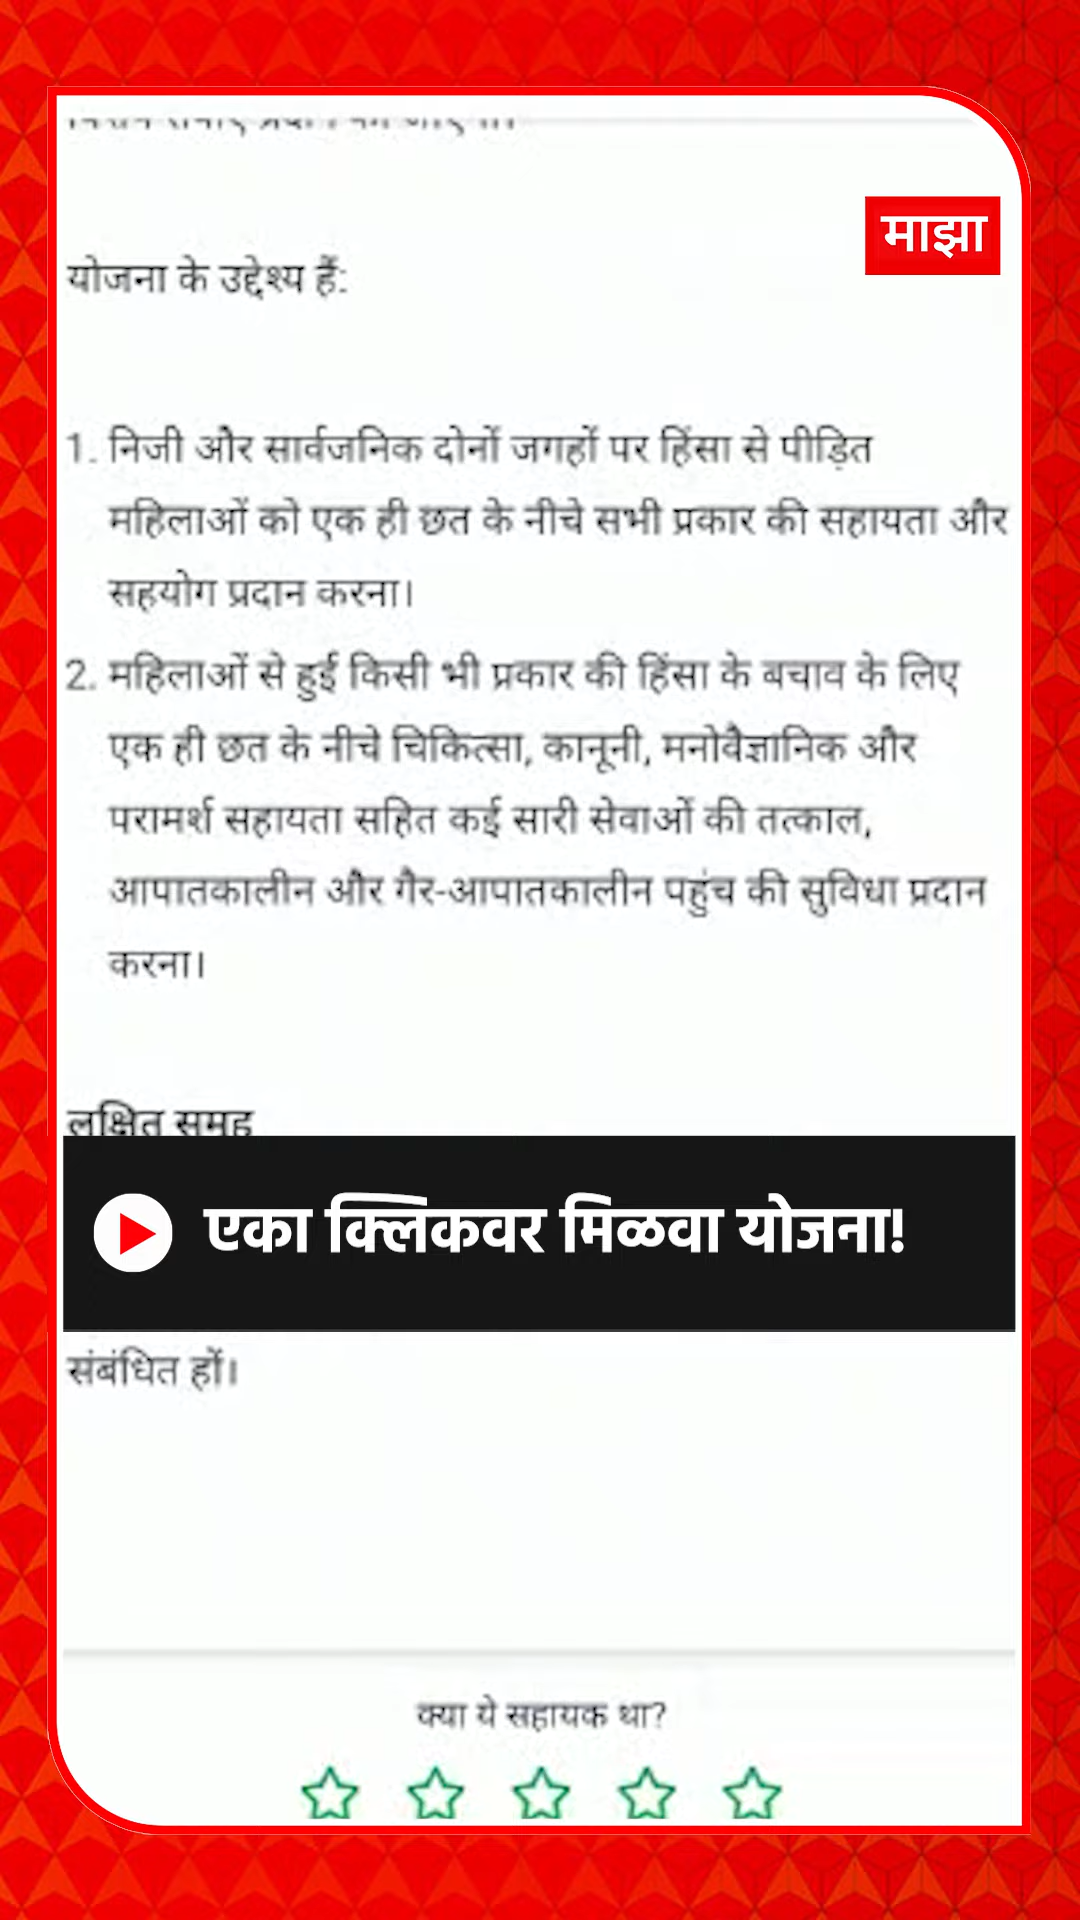 माझा
योजना के उद्देश्य हैं:
1. निजी और सार्वजनिक दोनों जगहों पर हिंसा से पीड़ित
महिलाओं को एक ही छत के नीचे सभी प्रकार की सहायता और
सहयोग प्रदान करना।
2. महिलाओं से हुई किसी भी प्रकार की हिंसा के बचाव के लिए
एक ही छत के नीचे चिकित्सा, कानूनी, मनोवैज्ञानिक और
परामर्श सहायता सहित कई सारी सेवाओं की तत्काल,
आपातकालीन और गैर-आपातकालीन पहुंच की सुविधा प्रदान
करना।
लक्षित समूह
एका क्लिकवर मिळवा योजना!
संबंधित हों।
क्या ये सहायक था?